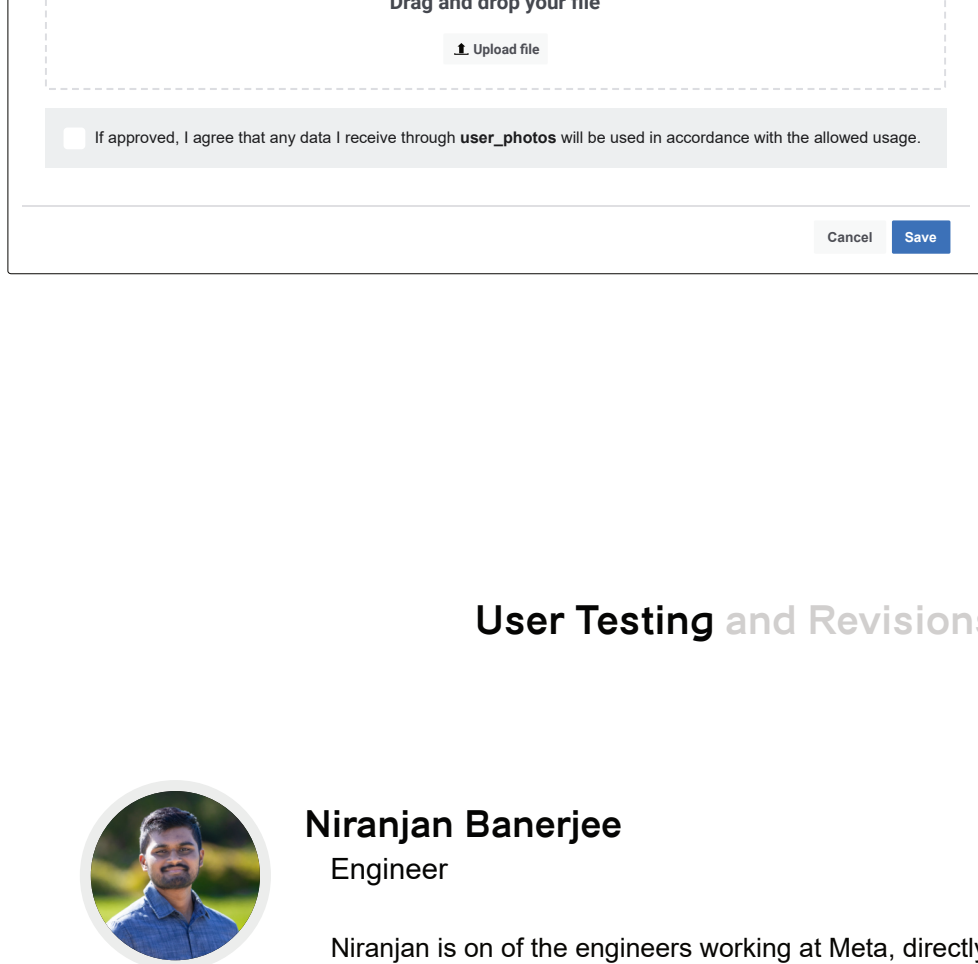 Drag and drop your file
Upload file
If approved, I agree that any data I receive through user_photos will be used in accordance with the allowed usage.
Cancel Save
User Testing and Revisions
Niranjan Banerjee
Engineer
Niranjan is on of the engineers working at Meta, directly